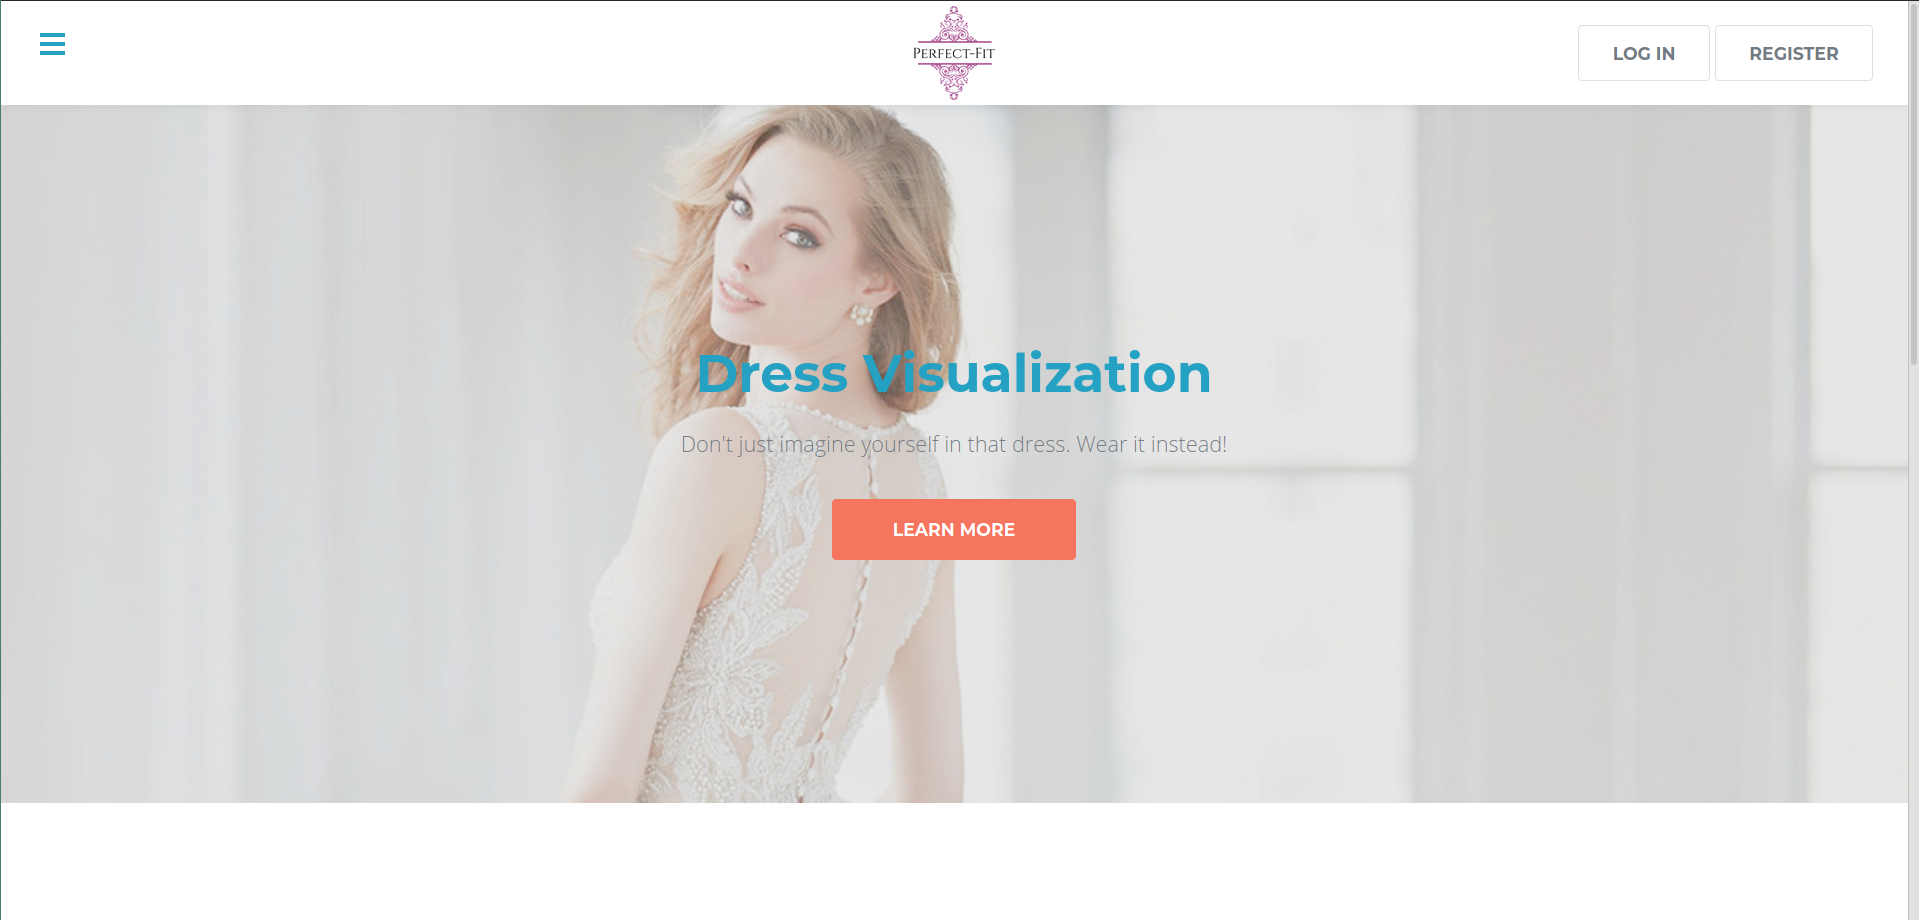 PERFECT-FIT
LOG IN
REGISTER
Dress Visualization
Don't just imagine yourself in that dress. Wear it instead!
LEARN MORE